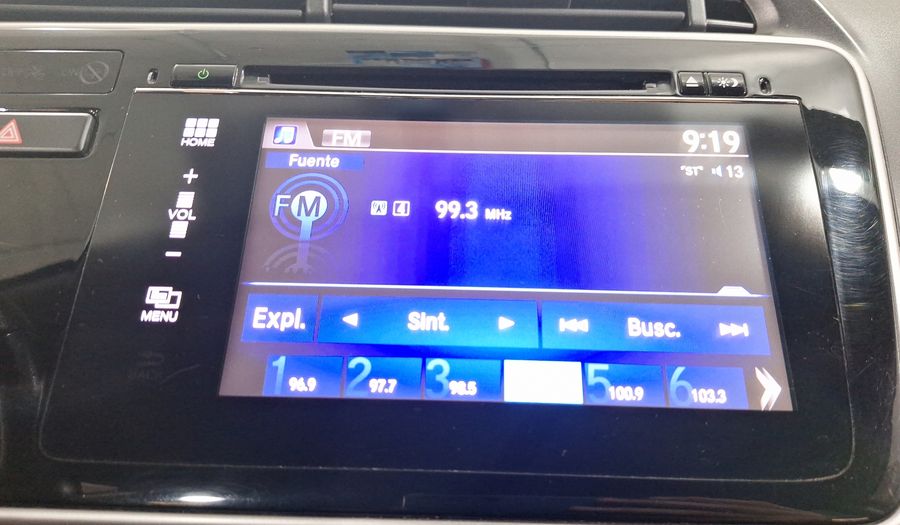 FM 9:19
HOME
Fuente
"ST" 13
+
FM 4 99.3 MHz
VOL
−
MENU
Expl. Sint. Busc.
1 96.9 2 97.7 3 98.5 5 100.9 6 103.3